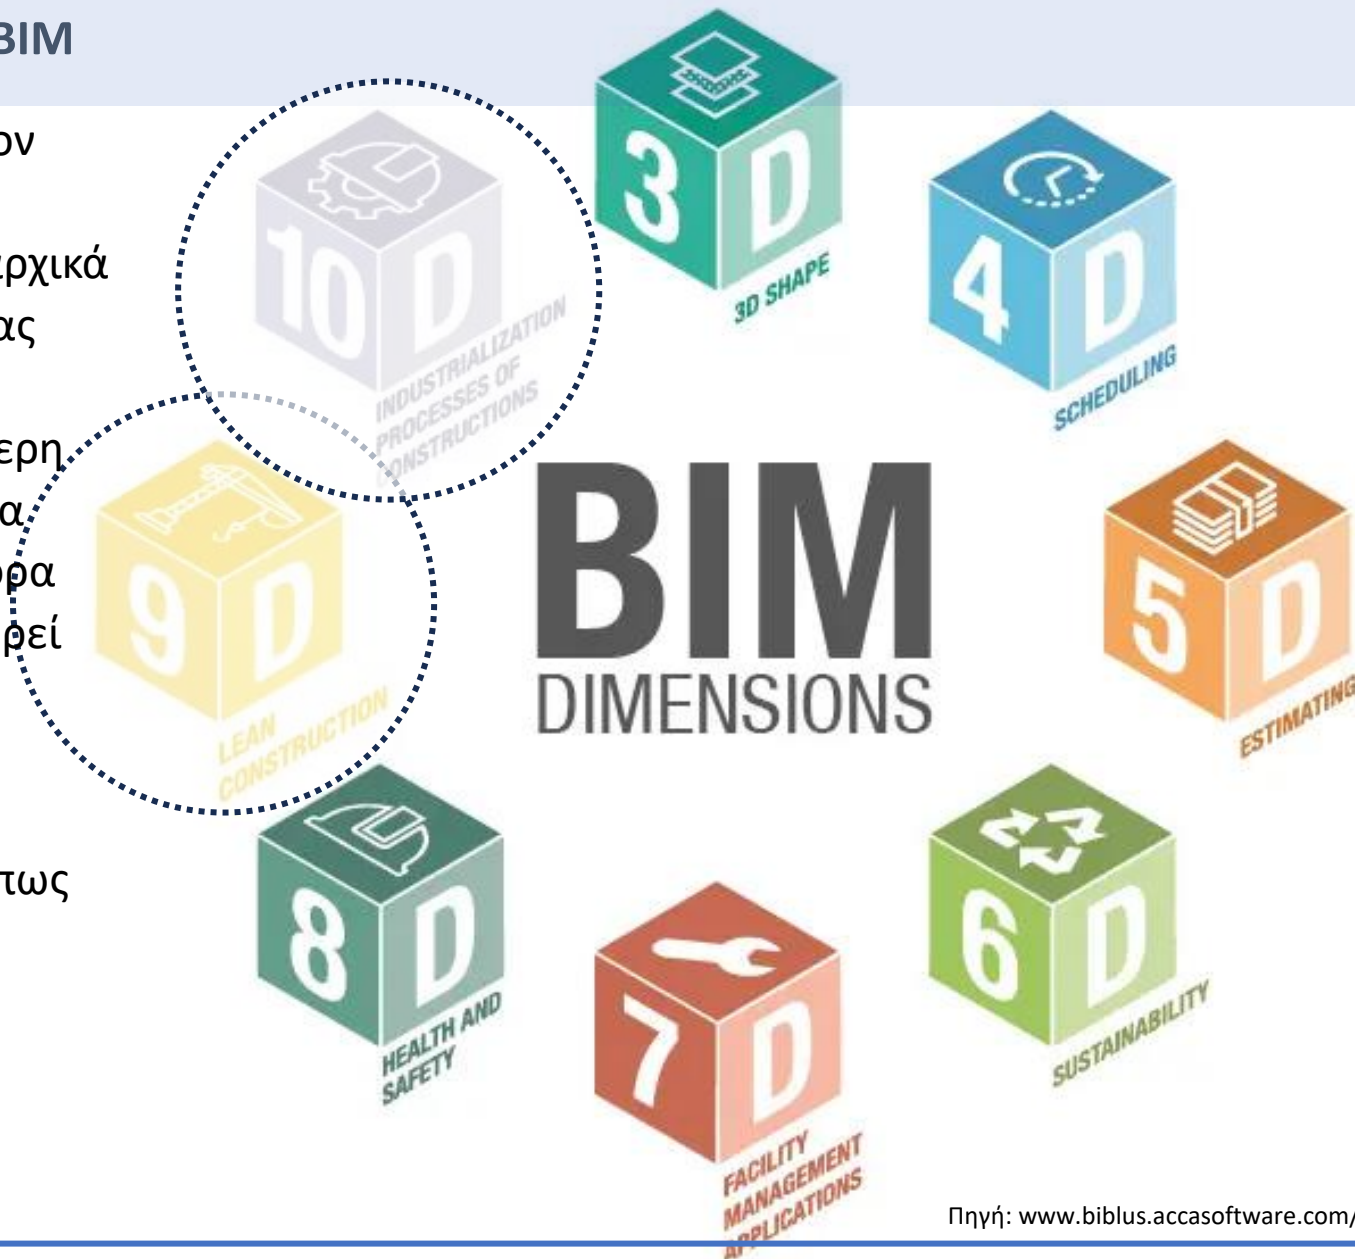 BIM
ον
αρχικά
ας
ερη
α
ρα
ρεί
πως
3D
3D SHAPE
4D
SCHEDULING
5D
ESTIMATING
6D
SUSTAINABILITY
7D
FACILITY
MANAGEMENT
APPLICATIONS
8D
HEALTH AND
SAFETY
9D
LEAN
CONSTRUCTION
10D
INDUSTRIALIZATION
PROCESSES OF
CONSTRUCTIONS
BIM
DIMENSIONS
Πηγή: www.biblus.accasoftware.com/